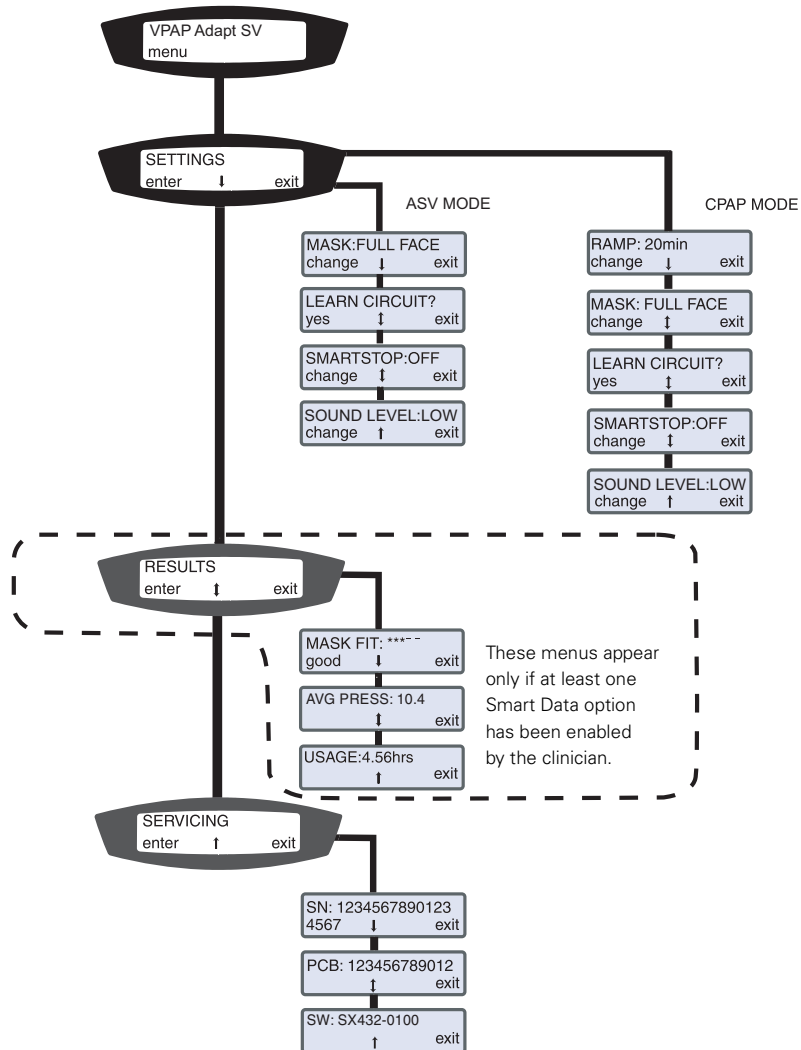 VPAP Adapt SV
menu
SETTINGS
enter ↓ exit
ASV MODE
MASK:FULL FACE
change ↓ exit
LEARN CIRCUIT?
yes ↕ exit
SMARTSTOP:OFF
change ↕ exit
SOUND LEVEL:LOW
change ↑ exit
CPAP MODE
RAMP: 20min
change ↓ exit
MASK: FULL FACE
change ↕ exit
LEARN CIRCUIT?
yes ↕ exit
SMARTSTOP:OFF
change ↕ exit
SOUND LEVEL:LOW
change ↑ exit
RESULTS
enter ↕ exit
MASK FIT: ***--
good ↓ exit
AVG PRESS: 10.4
↕ exit
USAGE:4.56hrs
↑ exit
These menus appear
only if at least one
Smart Data option
has been enabled
by the clinician.
SERVICING
enter ↑ exit
SN: 1234567890123
4567 ↓ exit
PCB: 123456789012
↕ exit
SW: SX432-0100
↑ exit